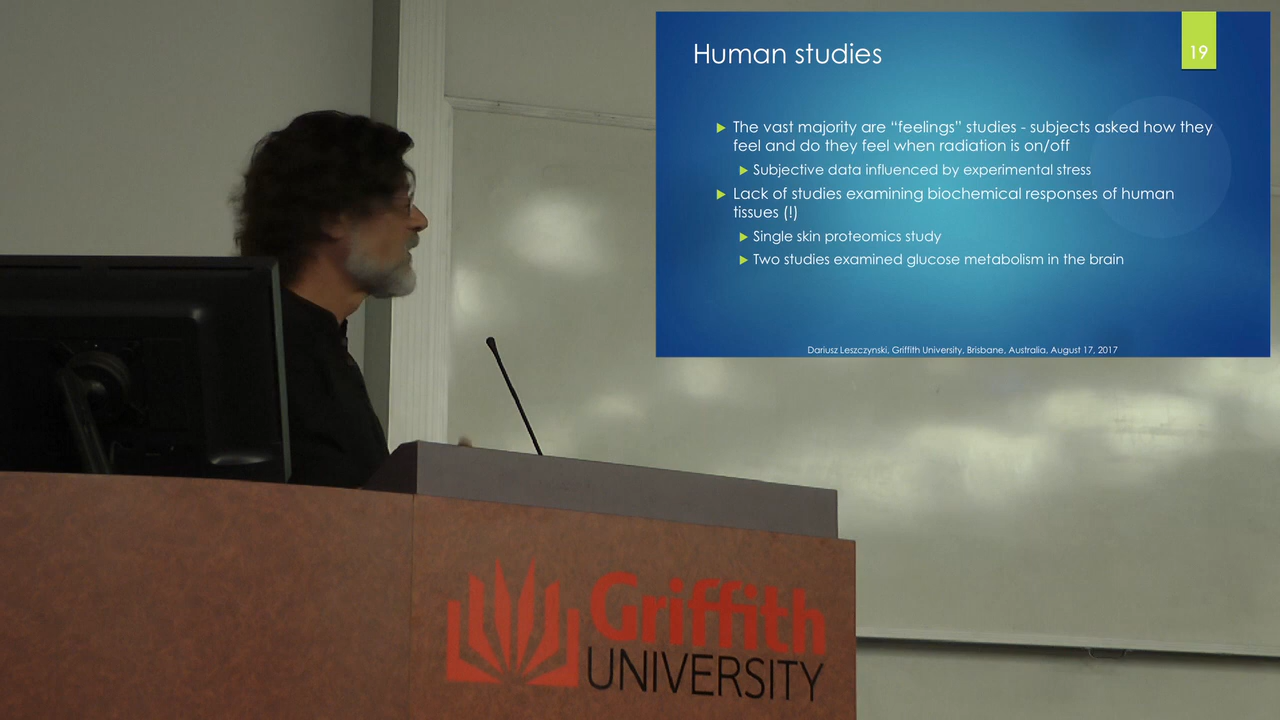 Human studies
19
The vast majority are “feelings” studies - subjects asked how they
feel and do they feel when radiation is on/off
Subjective data influenced by experimental stress
Lack of studies examining biochemical responses of human
tissues (!)
Single skin proteomics study
Two studies examined glucose metabolism in the brain
Dariusz Leszczynski, Griffith University, Brisbane, Australia, August 17, 2017
Griffith
UNIVERSITY